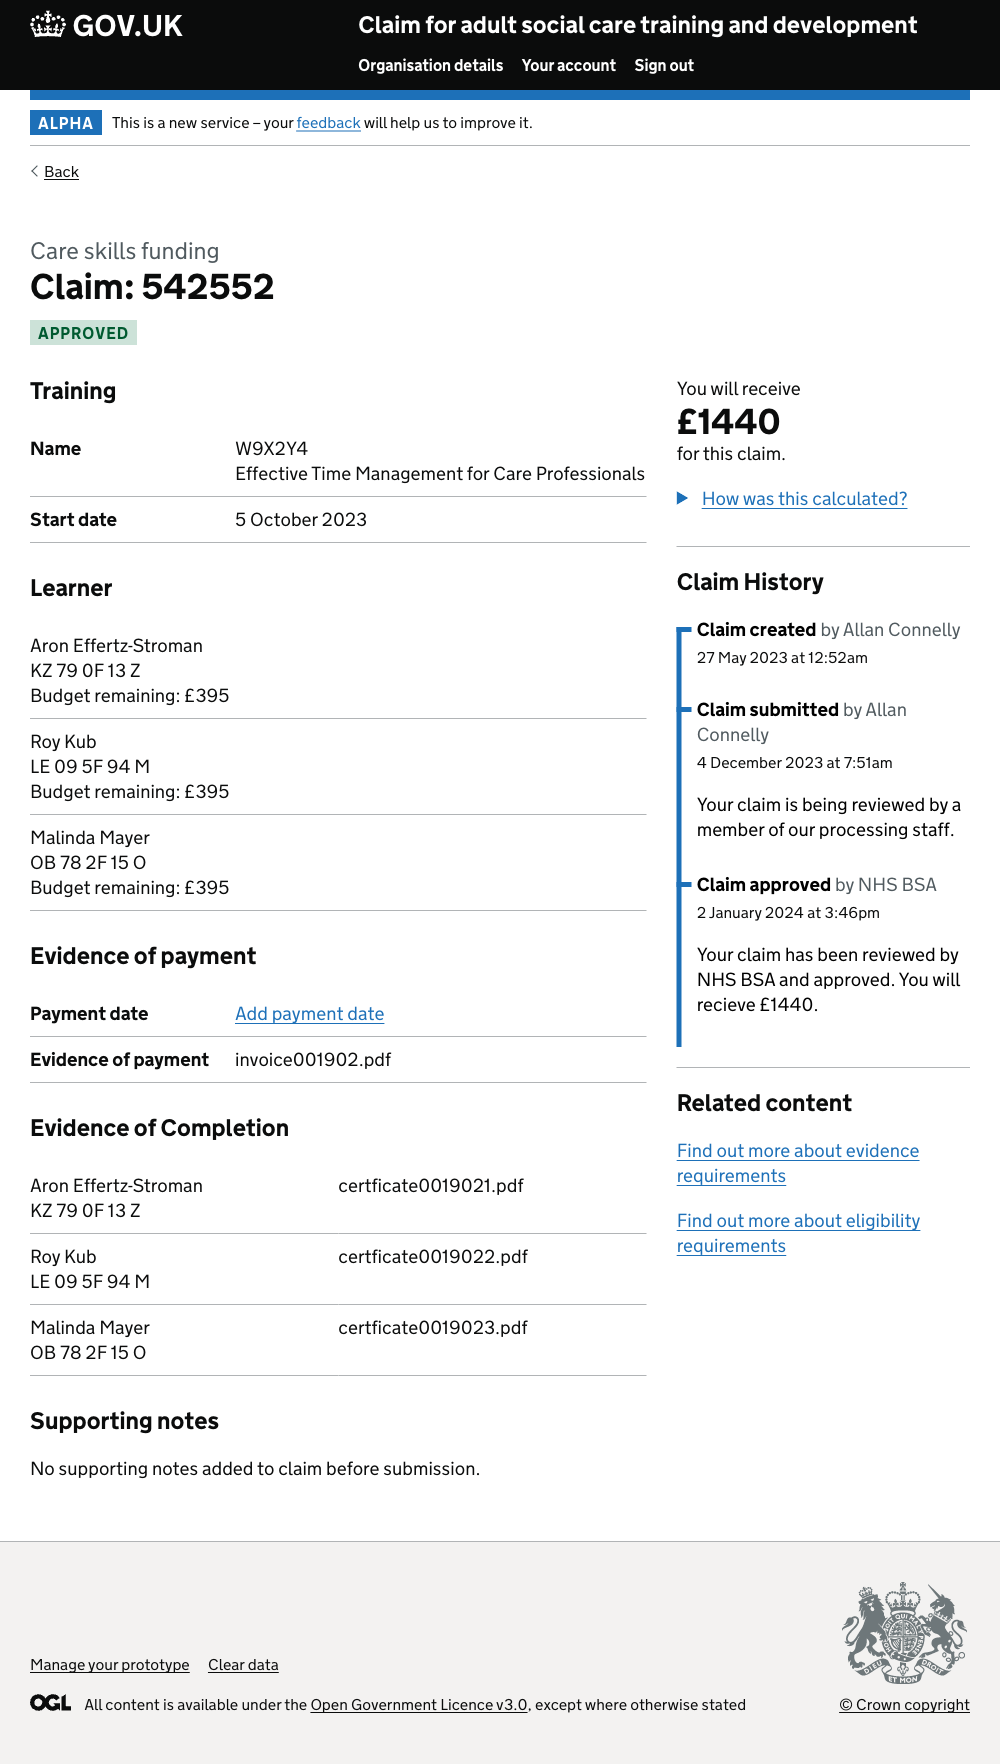 GOV.UK
Claim for adult social care training and development
Organisation details Your account Sign out
ALPHA This is a new service – your feedback will help us to improve it.
Back
Care skills funding
Claim: 542552
APPROVED
Training
Name W9X2Y4
Effective Time Management for Care Professionals
Start date 5 October 2023
Learner
Aron Effertz-Stroman
KZ 79 0F 13 Z
Budget remaining: £395
Roy Kub
LE 09 5F 94 M
Budget remaining: £395
Malinda Mayer
OB 78 2F 15 O
Budget remaining: £395
Evidence of payment
Payment date Add payment date
Evidence of payment invoice001902.pdf
Evidence of Completion
Aron Effertz-Stroman certficate0019021.pdf
KZ 79 0F 13 Z
Roy Kub certficate0019022.pdf
LE 09 5F 94 M
Malinda Mayer certficate0019023.pdf
OB 78 2F 15 O
Supporting notes
No supporting notes added to claim before submission.
You will receive
£1440
for this claim.
How was this calculated?
Claim History
Claim created by Allan Connelly
27 May 2023 at 12:52am
Claim submitted by Allan
Connelly
4 December 2023 at 7:51am
Your claim is being reviewed by a
member of our processing staff.
Claim approved by NHS BSA
2 January 2024 at 3:46pm
Your claim has been reviewed by
NHS BSA and approved. You will
recieve £1440.
Related content
Find out more about evidence
requirements
Find out more about eligibility
requirements
Manage your prototype Clear data
OGL All content is available under the Open Government Licence v3.0, except where otherwise stated
© Crown copyright